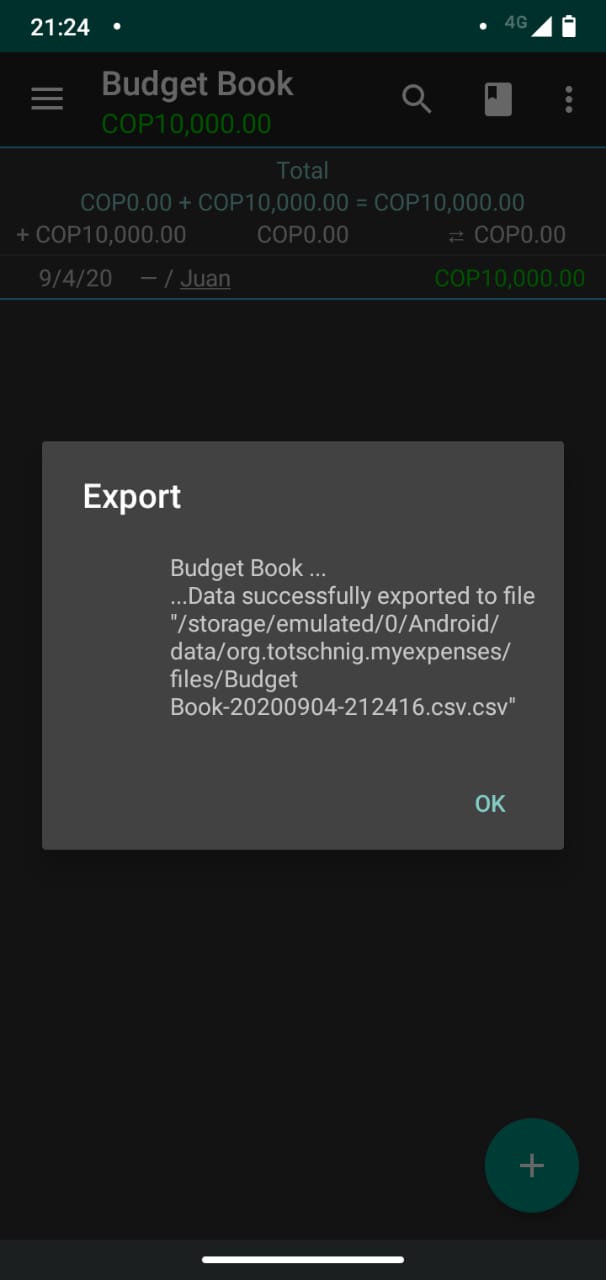 21:24
4G
Budget Book
COP10,000.00
Total
COP0.00 + COP10,000.00 = COP10,000.00
+ COP10,000.00 COP0.00 ⇄ COP0.00
9/4/20 — / Juan COP10,000.00
Export
Budget Book ...
...Data successfully exported to file
"/storage/emulated/0/Android/
data/org.totschnig.myexpenses/
files/Budget
Book-20200904-212416.csv.csv"
OK
+